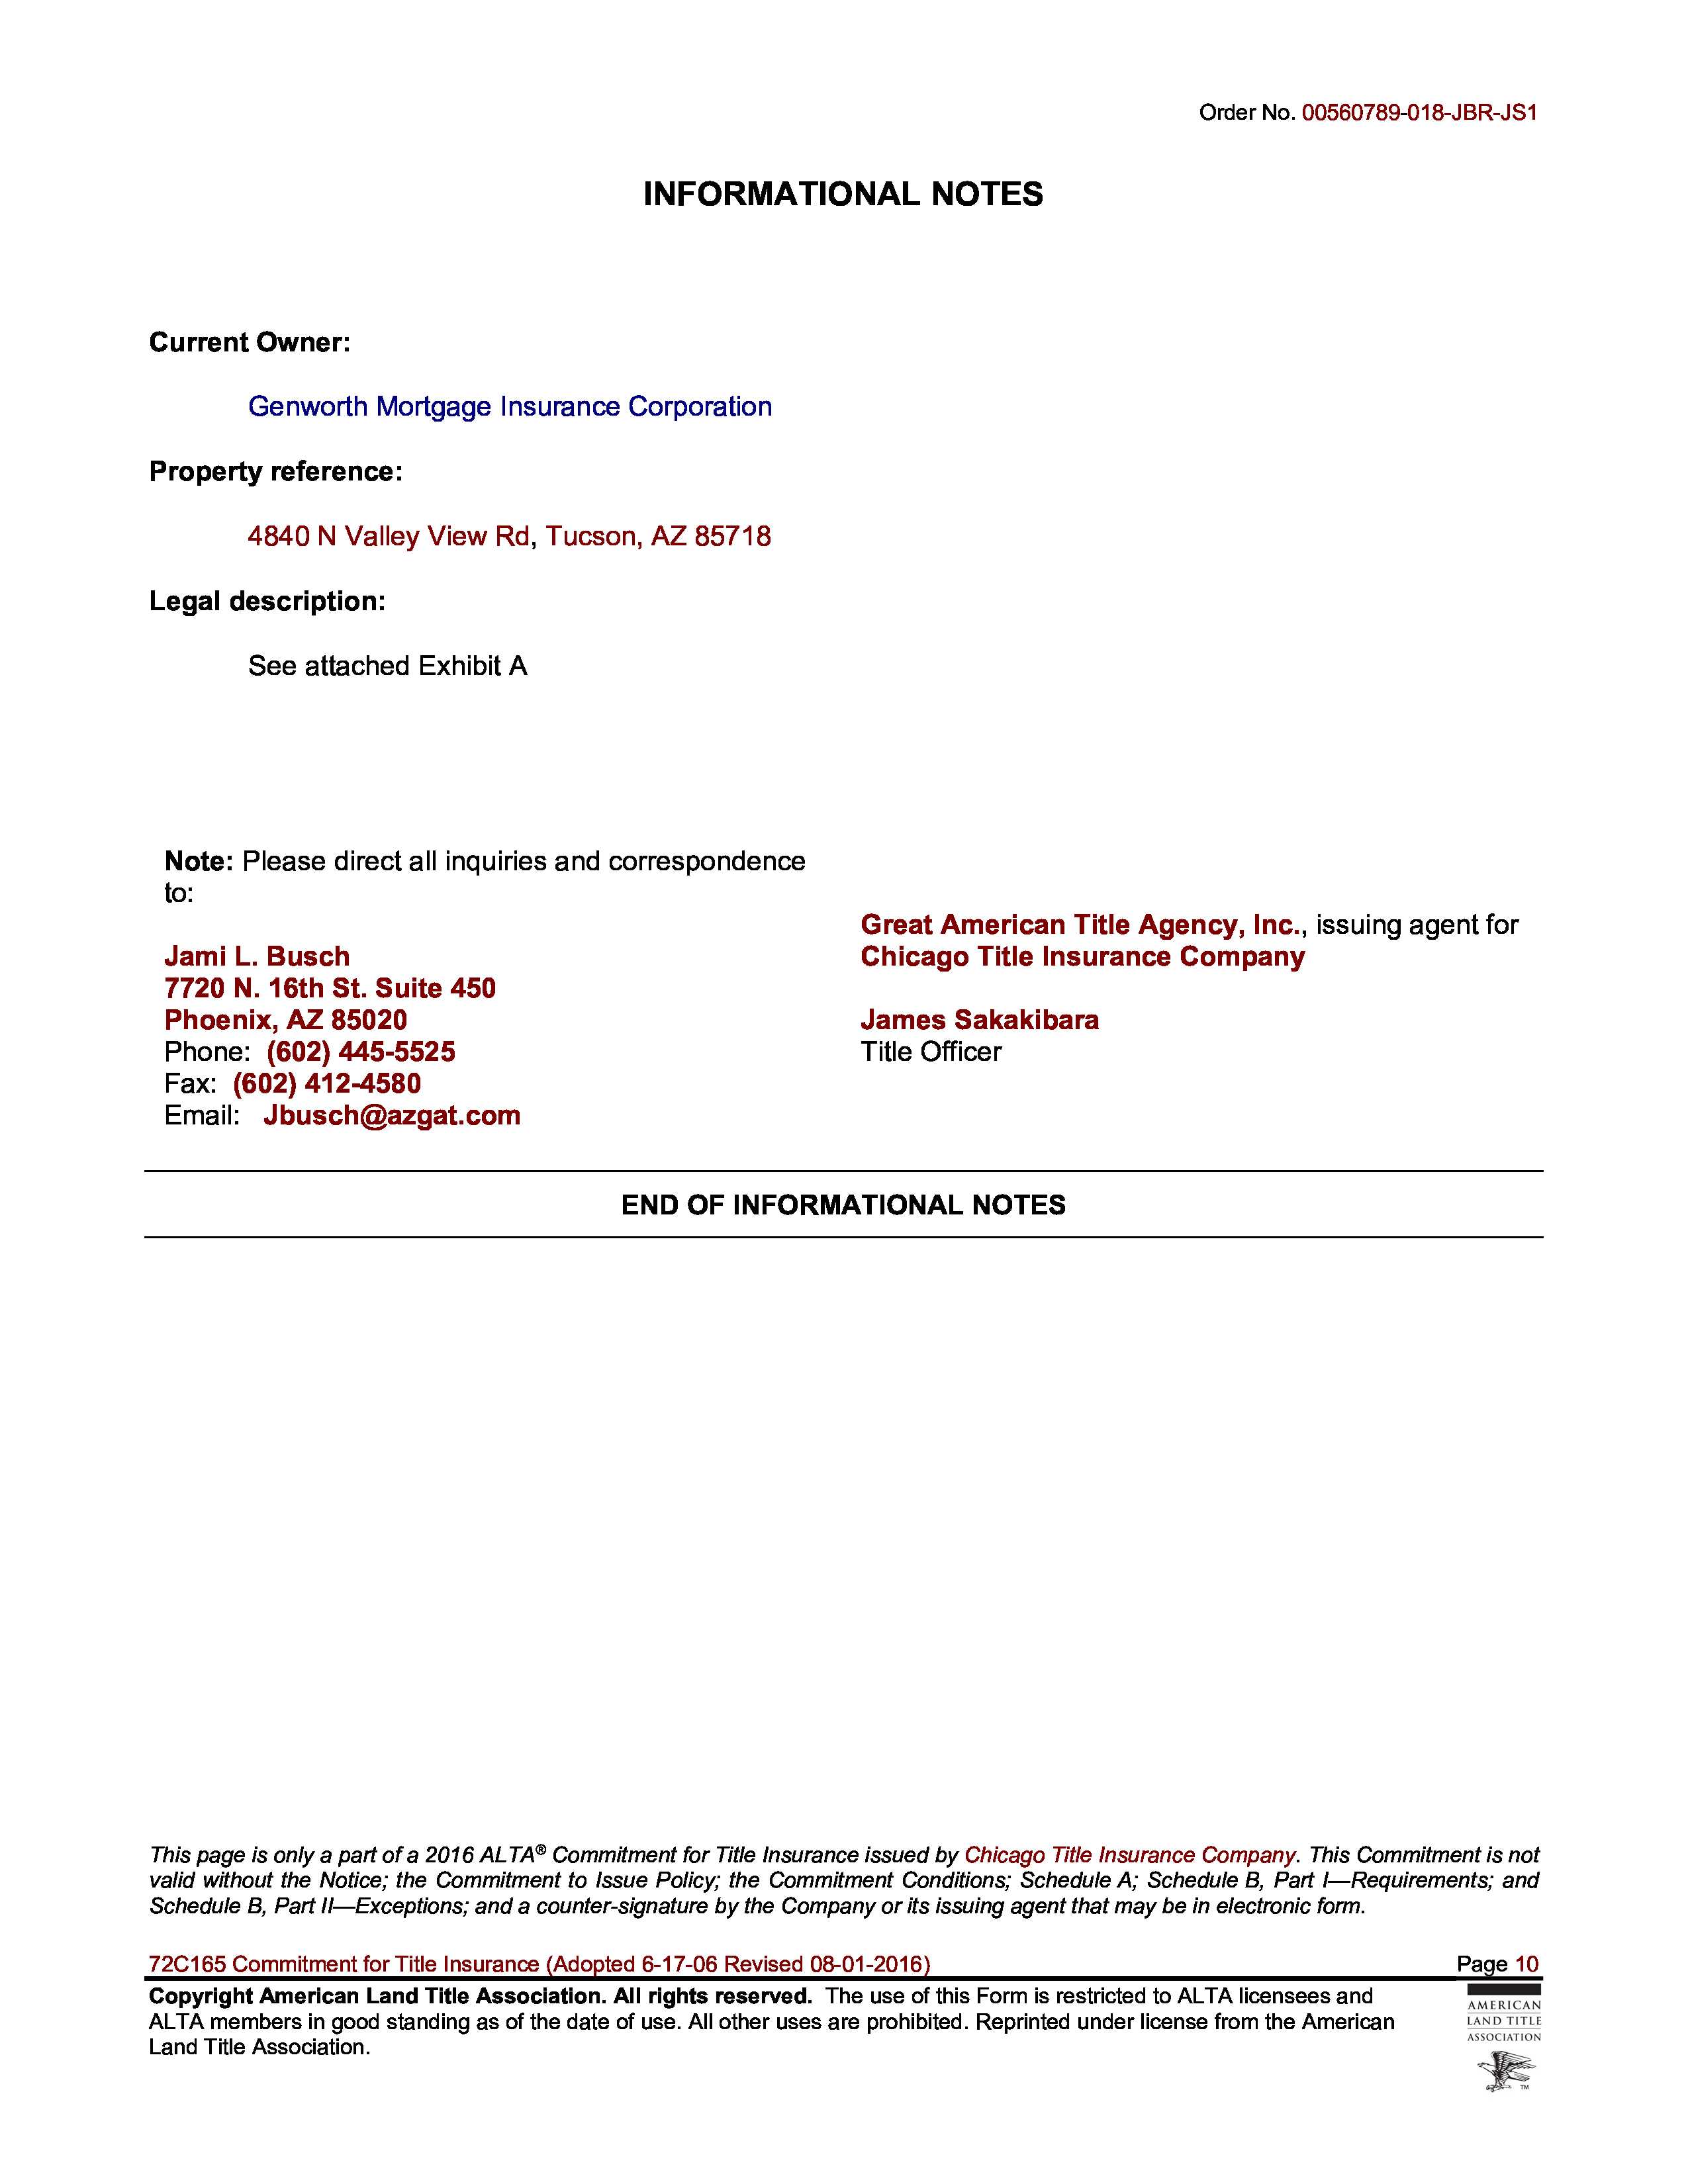 Order No. 00560789-018-JBR-JS1
INFORMATIONAL NOTES
Current Owner:
Genworth Mortgage Insurance Corporation
Property reference:
4840 N Valley View Rd, Tucson, AZ 85718
Legal description:
See attached Exhibit A
Note: Please direct all inquiries and correspondence
to:
Jami L. Busch
7720 N. 16th St. Suite 450
Phoenix, AZ 85020
Phone: (602) 445-5525
Fax: (602) 412-4580
Email: Jbusch@azgat.com
Great American Title Agency, Inc., issuing agent for
Chicago Title Insurance Company
James Sakakibara
Title Officer
END OF INFORMATIONAL NOTES
This page is only a part of a 2016 ALTA® Commitment for Title Insurance issued by Chicago Title Insurance Company. This Commitment is not
valid without the Notice; the Commitment to Issue Policy; the Commitment Conditions; Schedule A; Schedule B, Part I—Requirements; and
Schedule B, Part II—Exceptions; and a counter-signature by the Company or its issuing agent that may be in electronic form.
72C165 Commitment for Title Insurance (Adopted 6-17-06 Revised 08-01-2016)
Page 10
Copyright American Land Title Association. All rights reserved. The use of this Form is restricted to ALTA licensees and
ALTA members in good standing as of the date of use. All other uses are prohibited. Reprinted under license from the American
Land Title Association.
AMERICAN
LAND TITLE
ASSOCIATION
TM